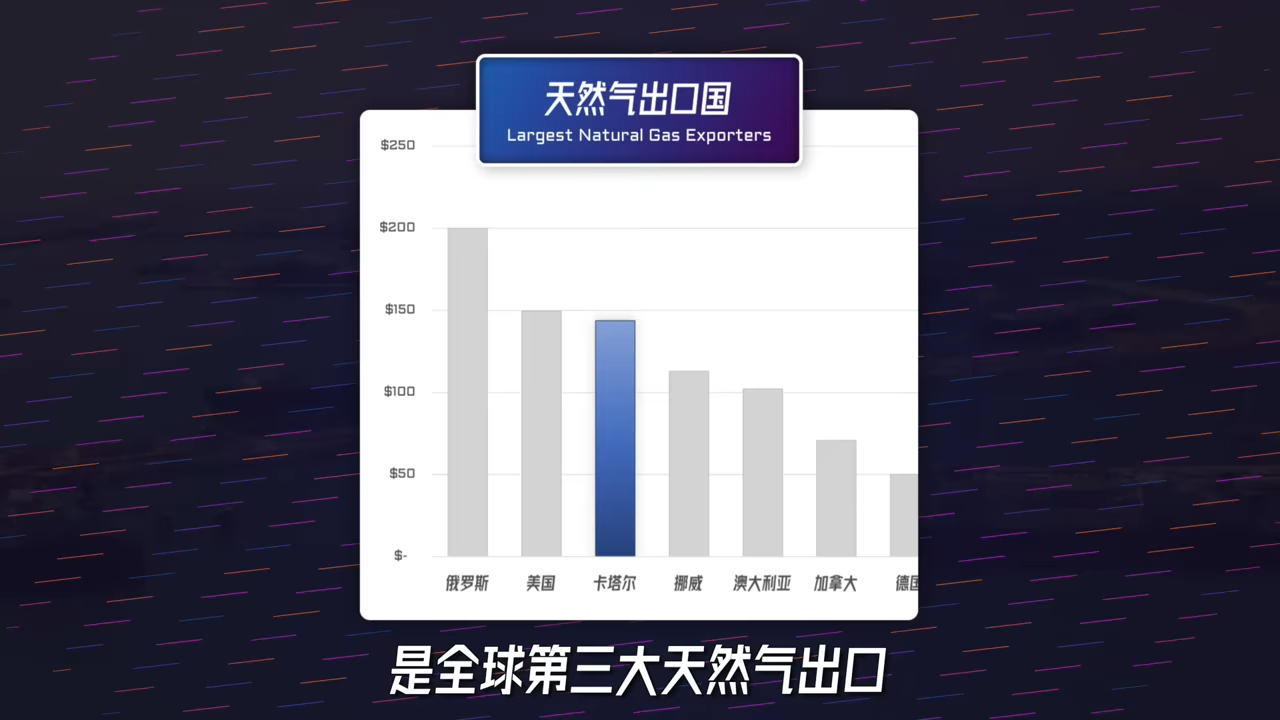 天然气出口国
Largest Natural Gas Exporters
$250
$200
$150
$100
$50
$-
俄罗斯 美国 卡塔尔 挪威 澳大利亚 加拿大 德国
是全球第三大天然气出口